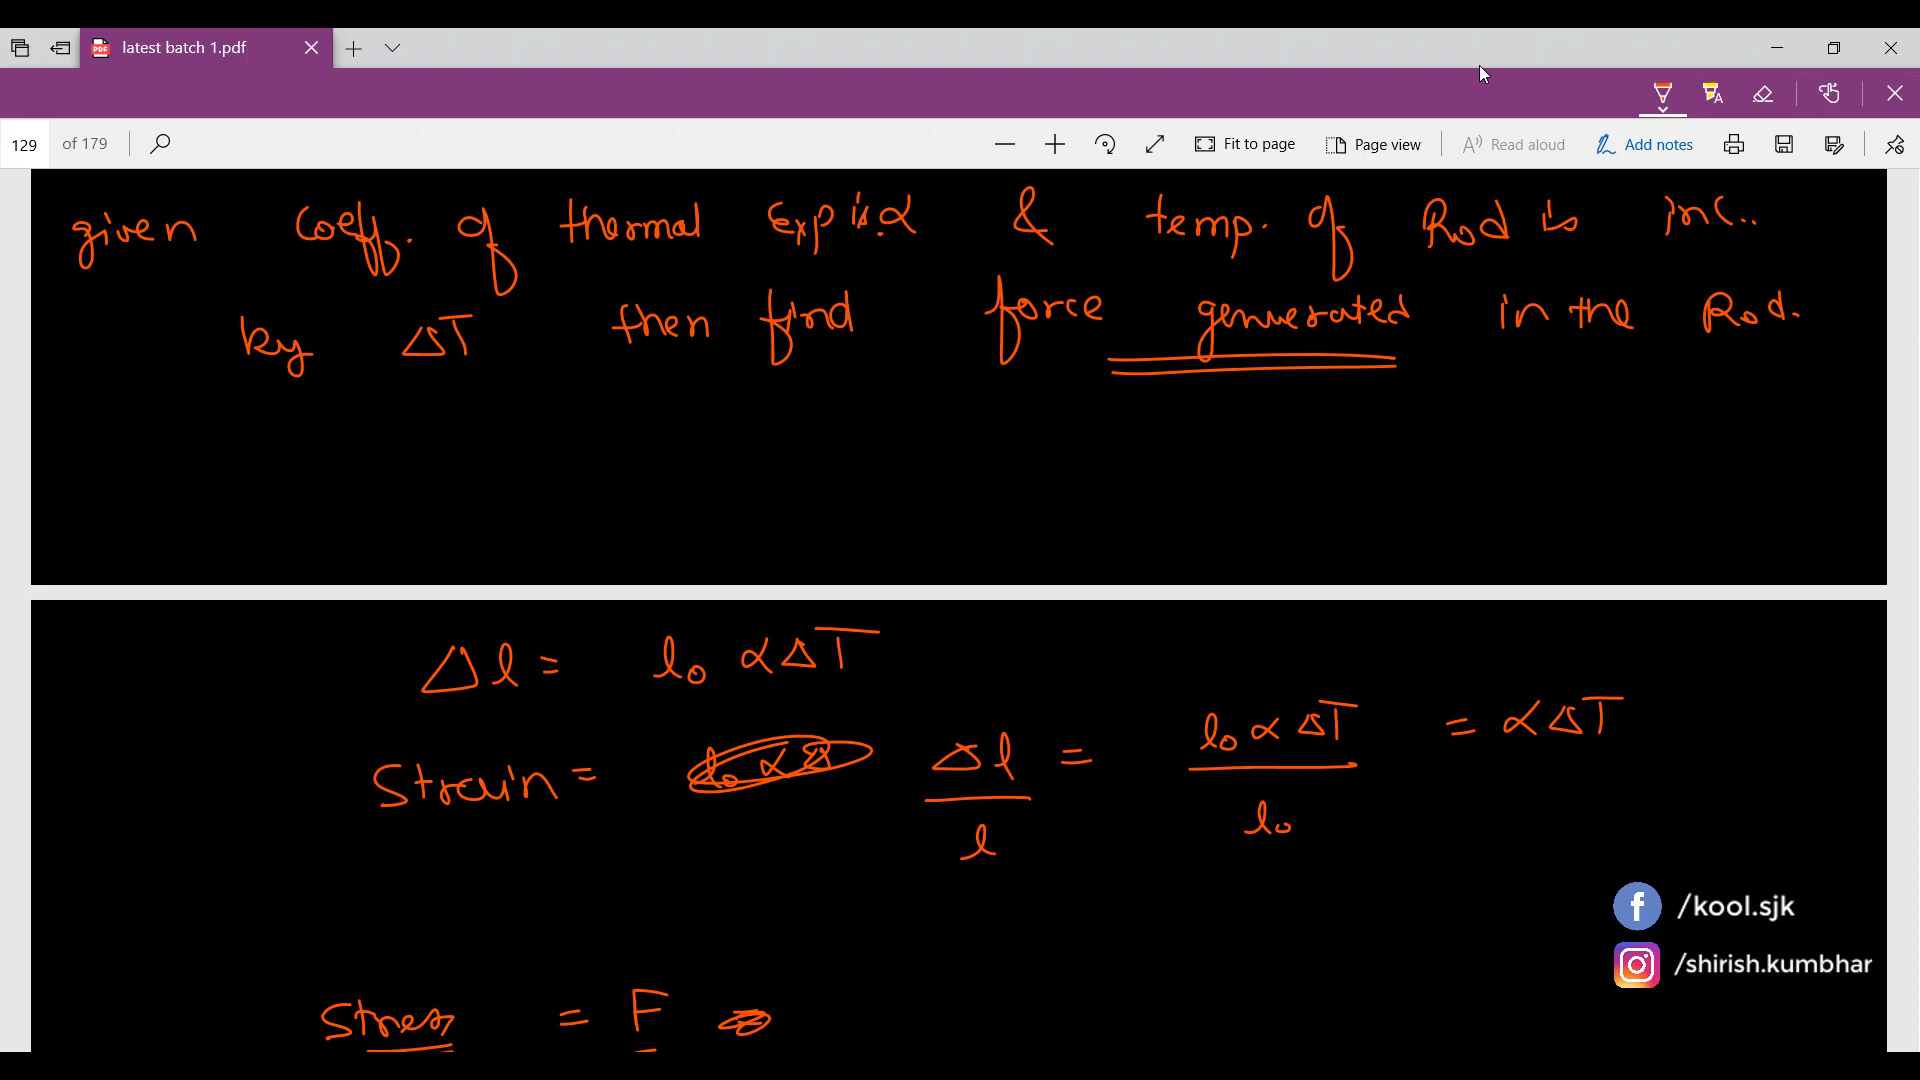 latest batch 1.pdf
129 of 179
Fit to page
Page view
Read aloud
Add notes
given coeff. of thermal Exp is α & temp. of Rod is inc..
by ΔT then find force generated in the Rod.
Δl = l₀ αΔT
Strain = Δl/l = l₀ α ΔT/l₀ = αΔT
Stress = F
/kool.sjk
/shirish.kumbhar